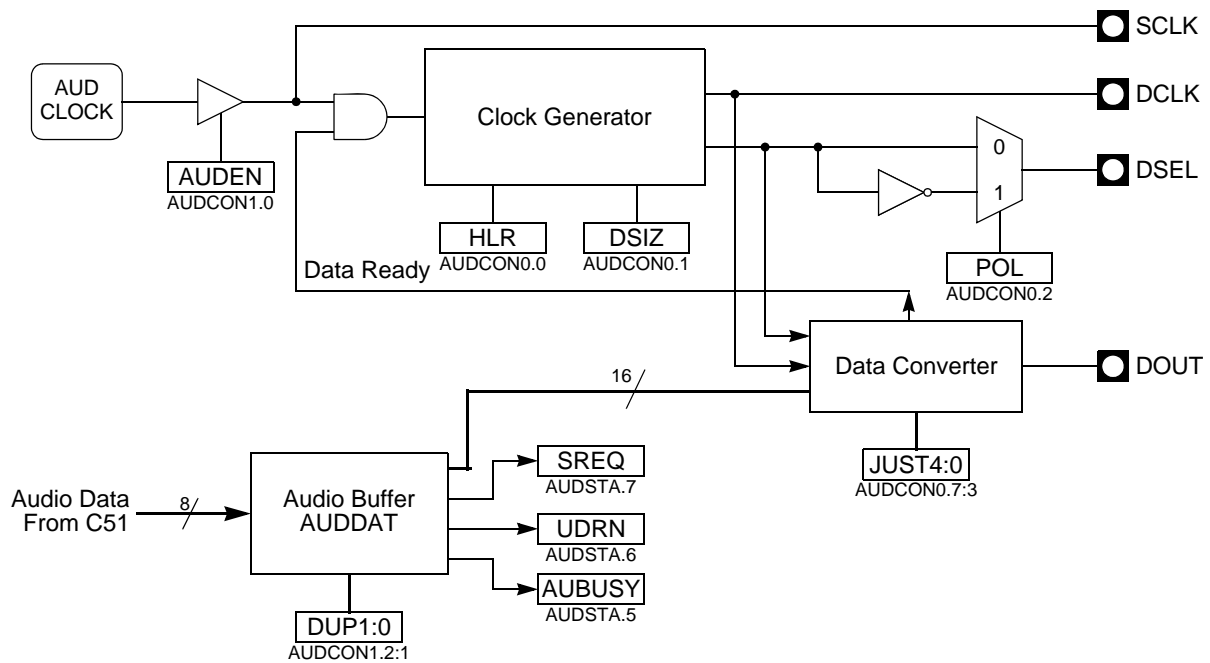 SCLK
AUD
CLOCK
DCLK
Clock Generator
0
DSEL
1
AUDEN
AUDCON1.0
HLR
AUDCON0.0
DSIZ
AUDCON0.1
POL
AUDCON0.2
Data Ready
Data Converter
DOUT
16
JUST4:0
AUDCON0.7:3
SREQ
AUDSTA.7
Audio Data
From C51
8
Audio Buffer
AUDDAT
UDRN
AUDSTA.6
AUBUSY
AUDSTA.5
DUP1:0
AUDCON1.2:1